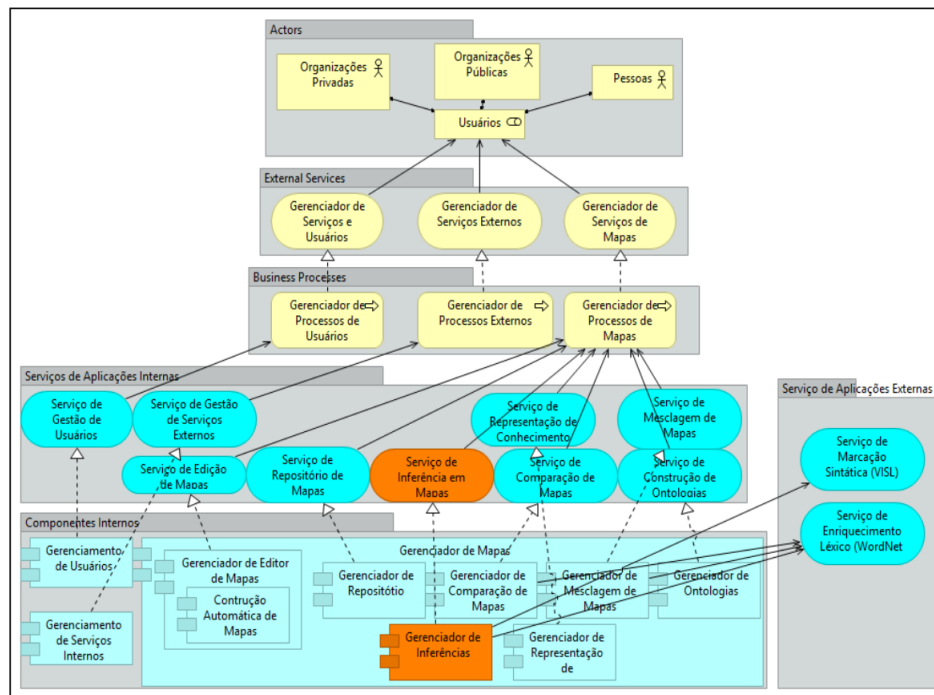 Actors
Organizações
Privadas
Organizações
Públicas
Pessoas
Usuários
External Services
Gerenciador de
Serviços e
Usuários
Gerenciador de
Serviços Externos
Gerenciador de
Serviços de
Mapas
Business Processes
Gerenciador de
Processos de
Usuários
Gerenciador de
Processos Externos
Gerenciador de
Processos de
Mapas
Serviços de Aplicações Internas
Serviço de
Gestão de
Usuários
Serviço de Gestão
de Serviços
Externos
Serviço de
Representação de
Conhecimento
Serviço de
Mesclagem de
Mapas
Serviço de Edição
de Mapas
Serviço de
Repositório de
Mapas
Serviço de
Inferência em
Mapas
Serviço de
Comparação de
Mapas
Serviço de
Construção de
Ontologias
Serviço de Aplicações Externas
Serviço de
Marcação
Sintática (VISL)
Serviço de
Enriquecimento
Léxico (WordNet
Componentes Internos
Gerenciamento
de Usuários
Gerenciamento
de Serviços
Internos
Gerenciador de Mapas
Gerenciador de Editor
de Mapas
Contrução
Automática de
Mapas
Gerenciador de
Repositótio
Gerenciador de
Comparação de
Mapas
Gerenciador de
Mesclagem de
Mapas
Gerenciador de
Ontologias
Gerenciador de
Inferências
Gerenciador de
Representação
de